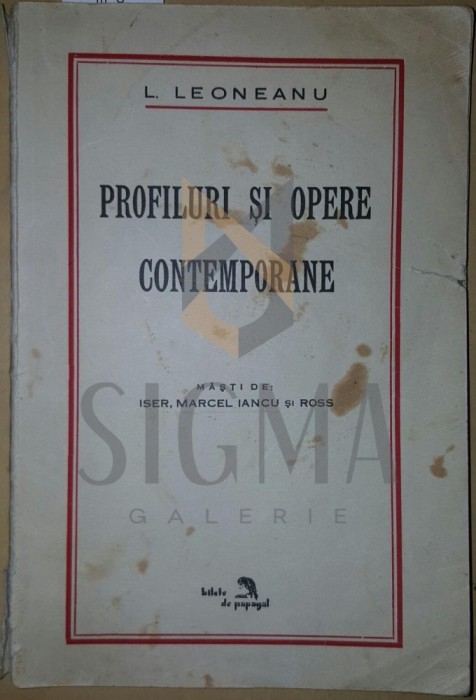 L. LEONEANU
PROFILURI ŞI OPERE
CONTEMPORANE
MĂŞTI DE:
ISER, MARCEL IANCU ŞI ROSS
SIGMA
GALERIE
bilete
de papagal